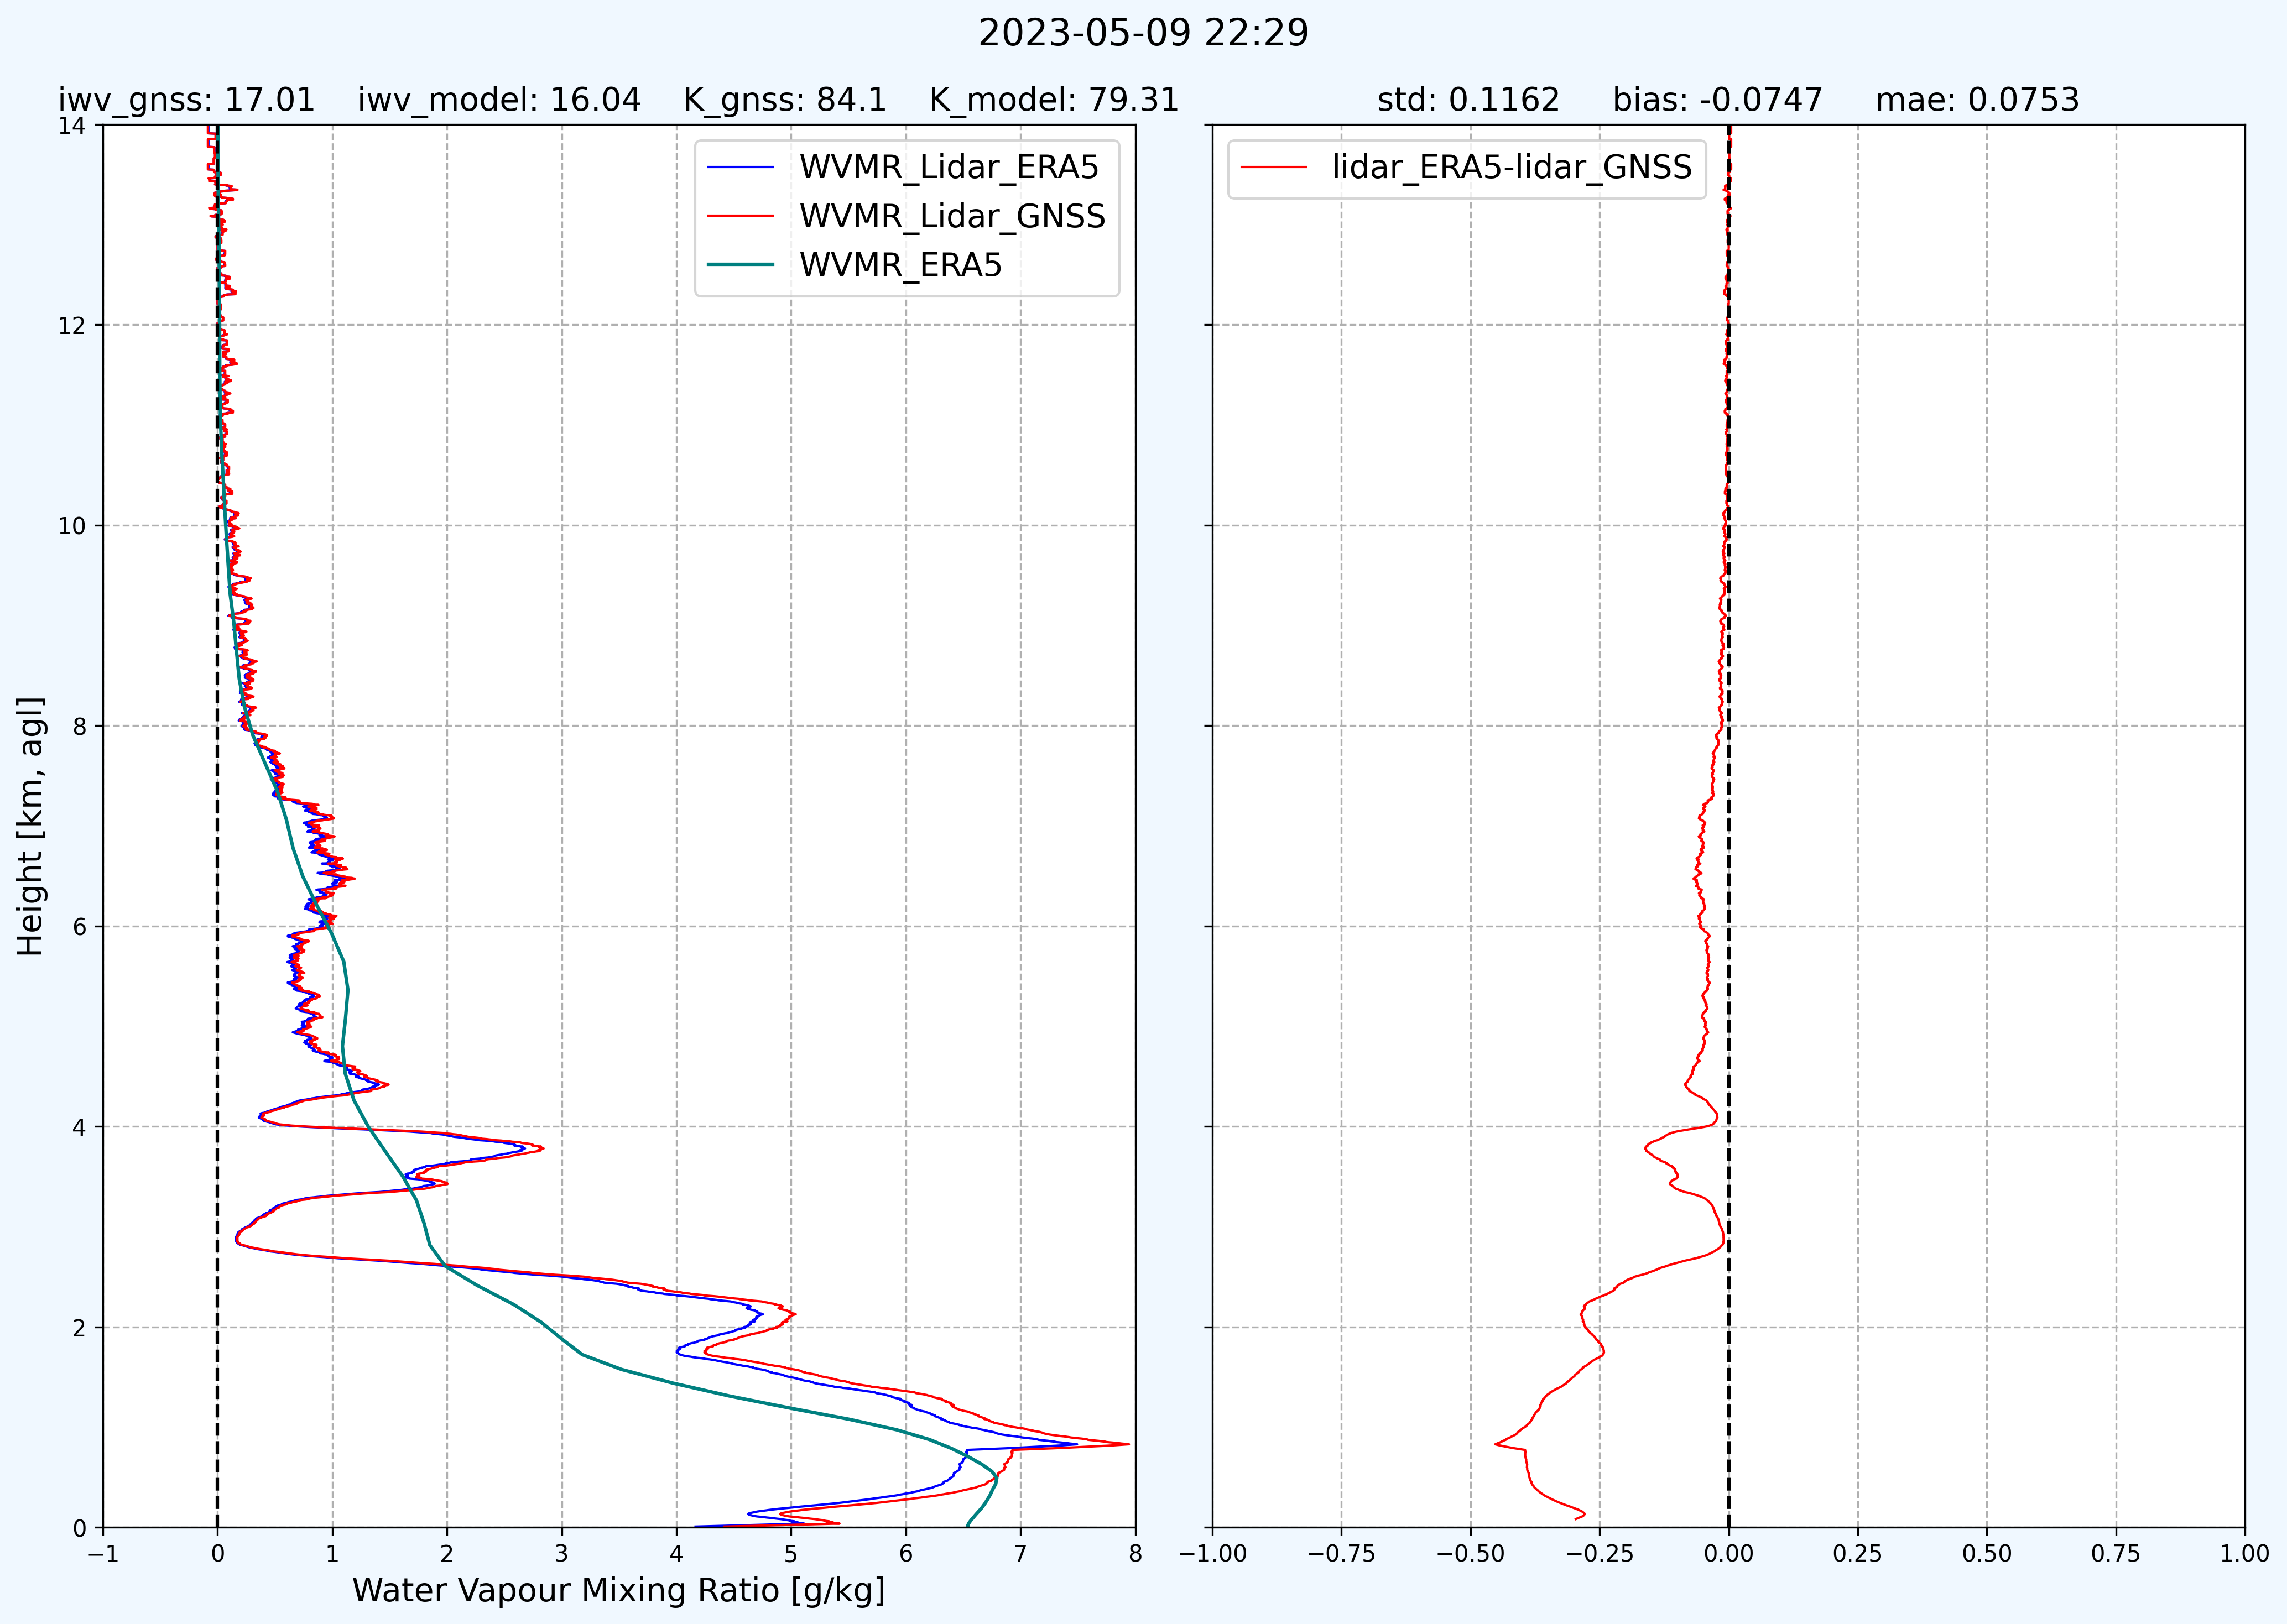 2023-05-09 22:29
iwv_gnss: 17.01 iwv_model: 16.04 K_gnss: 84.1 K_model: 79.31
std: 0.1162 bias: -0.0747 mae: 0.0753
WVMR_Lidar_ERA5
WVMR_Lidar_GNSS
WVMR_ERA5
lidar_ERA5-lidar_GNSS
14
12
10
8
6
4
2
0
Height [km, agl]
−1 0 1 2 3 4 5 6 7 8
Water Vapour Mixing Ratio [g/kg]
−1.00 −0.75 −0.50 −0.25 0.00 0.25 0.50 0.75 1.00